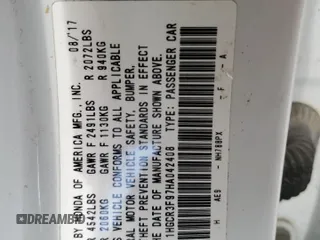 BY HONDA OF AMERICA MFG., INC. 08/'17
4542LBS GAWR F 2491LBS R 2072LBS
2060KG GAWR F 1130KG R 940KG
VEHICLE CONFORMS TO ALL APPLICABLE
MOTOR VEHICLE SAFETY, BUMPER,
THEFT PREVENTION STANDARDS IN EFFECT
DATE OF MANUFACTURE SHOWN ABOVE.
1HGCR2F97HA042408 TYPE: PASSENGER CAR
H AE9 - NH788PX F - A